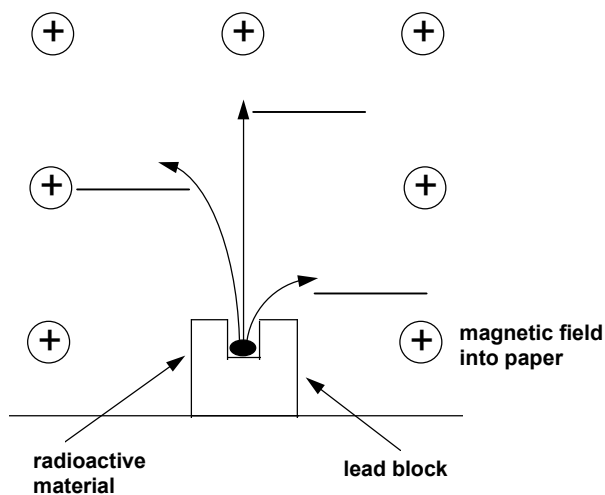 + + +
+ +
+ +
magnetic field
into paper
radioactive
material
lead block